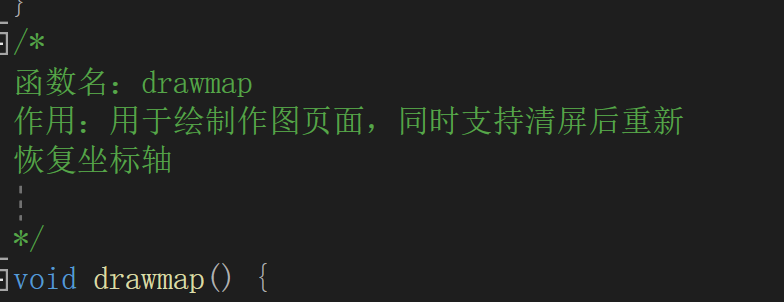 }
/*
函数名：drawmap
作用：用于绘制作图页面，同时支持清屏后重新
恢复坐标轴
*/
void drawmap() {